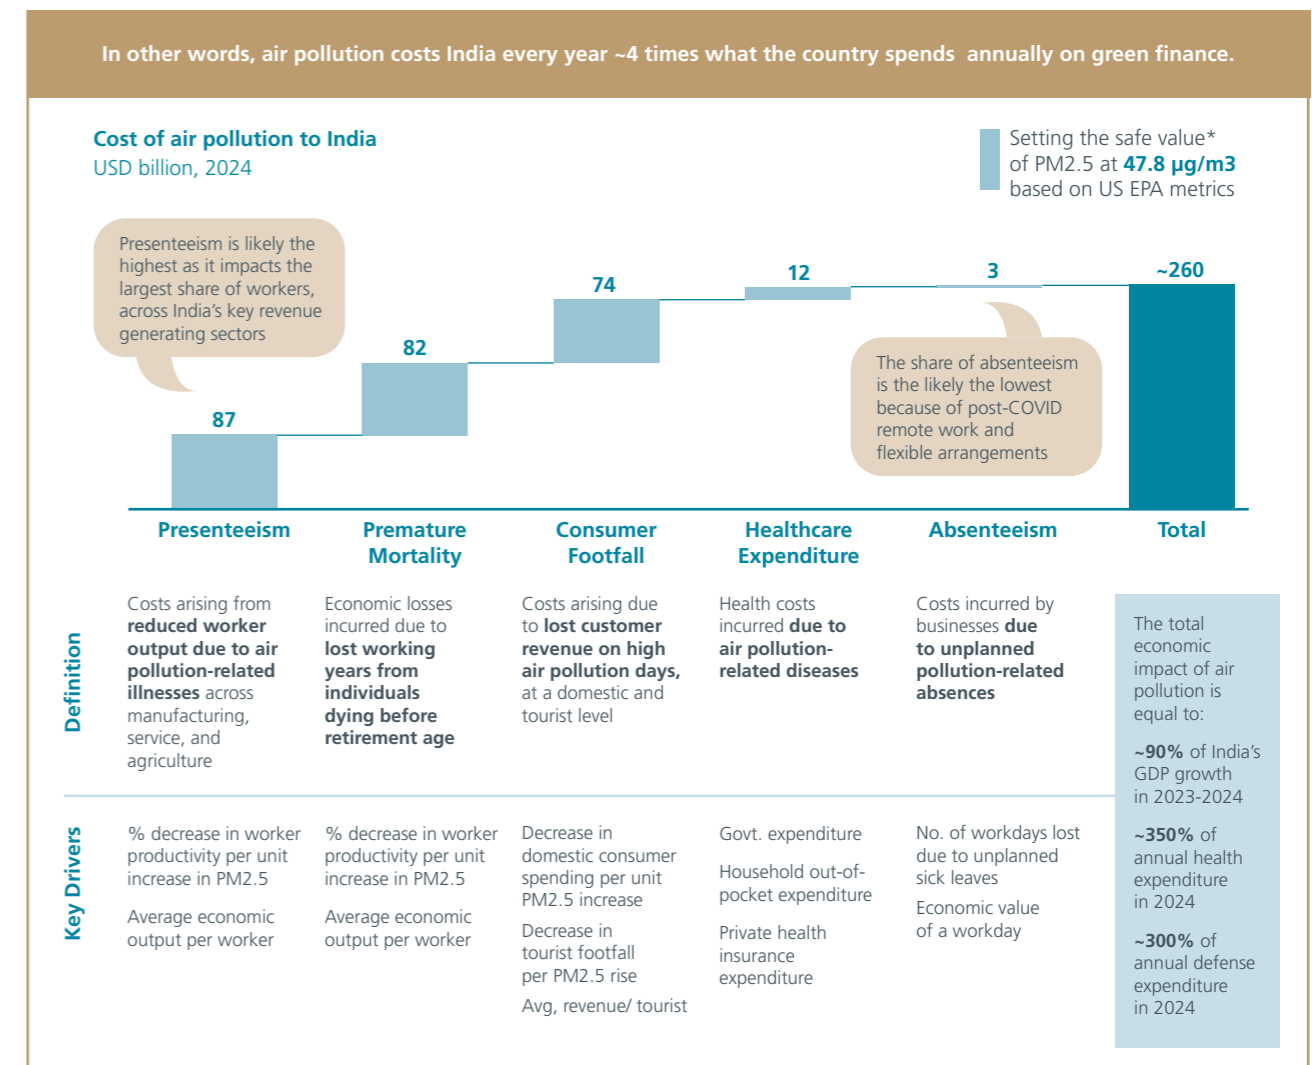 In other words, air pollution costs India every year ~4 times what the country spends annually on green finance.
Cost of air pollution to India
USD billion, 2024
Setting the safe value*
of PM2.5 at 47.8 µg/m3
based on US EPA metrics
Presenteeism is likely the
highest as it impacts the
largest share of workers,
across India's key revenue
generating sectors
87
82
74
12
3
~260
The share of absenteeism
is the likely the lowest
because of post-COVID
remote work and
flexible arrangements
Presenteeism
Premature
Mortality
Consumer
Footfall
Healthcare
Expenditure
Absenteeism
Total
Definition
Costs arising from
reduced worker
output due to air
pollution-related
illnesses across
manufacturing,
service, and
agriculture
Economic losses
incurred due to
lost working
years from
individuals
dying before
retirement age
Costs arising due
to lost customer
revenue on high
air pollution days,
at a domestic and
tourist level
Health costs
incurred due to
air pollution-
related diseases
Costs incurred by
businesses due
to unplanned
pollution-related
absences
The total
economic
impact of air
pollution is
equal to:
~90% of India's
GDP growth
in 2023-2024
~350% of
annual health
expenditure
in 2024
~300% of
annual defense
expenditure
in 2024
Key Drivers
% decrease in worker
productivity per unit
increase in PM2.5
Average economic
output per worker
% decrease in worker
productivity per unit
increase in PM2.5
Average economic
output per worker
Decrease in
domestic consumer
spending per unit
PM2.5 increase
Decrease in
tourist footfall
per PM2.5 rise
Avg, revenue/ tourist
Govt. expenditure
Household out-of-
pocket expenditure
Private health
insurance
expenditure
No. of workdays lost
due to unplanned
sick leaves
Economic value
of a workday